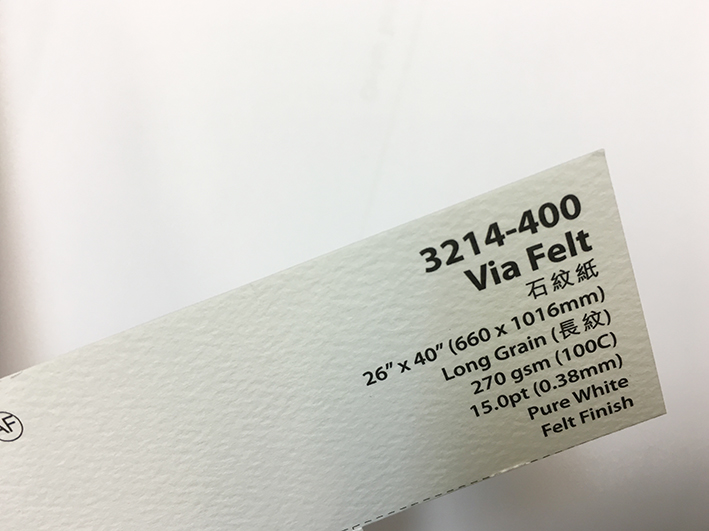 3214-400
Via Felt
石紋紙
26” x 40” (660 x 1016mm)
Long Grain (長紋)
270 gsm (100C)
15.0pt (0.38mm)
Pure White
Felt Finish
AF